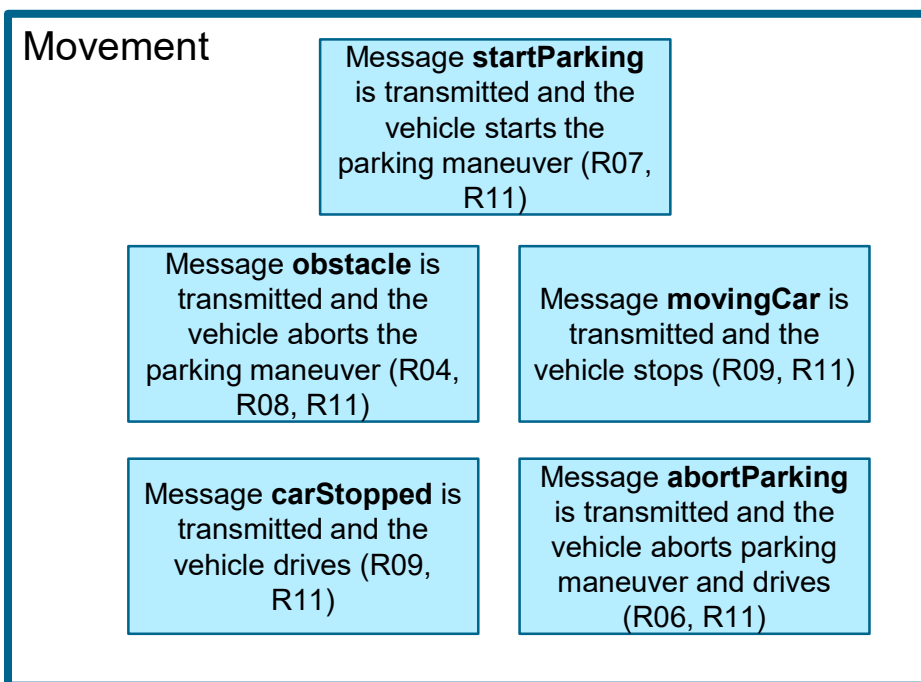 Movement
Message startParking
is transmitted and the
vehicle starts the
parking maneuver (R07,
R11)
Message obstacle is
transmitted and the
vehicle aborts the
parking maneuver (R04,
R08, R11)
Message movingCar is
transmitted and the
vehicle stops (R09, R11)
Message carStopped is
transmitted and the
vehicle drives (R09,
R11)
Message abortParking
is transmitted and the
vehicle aborts parking
maneuver and drives
(R06, R11)